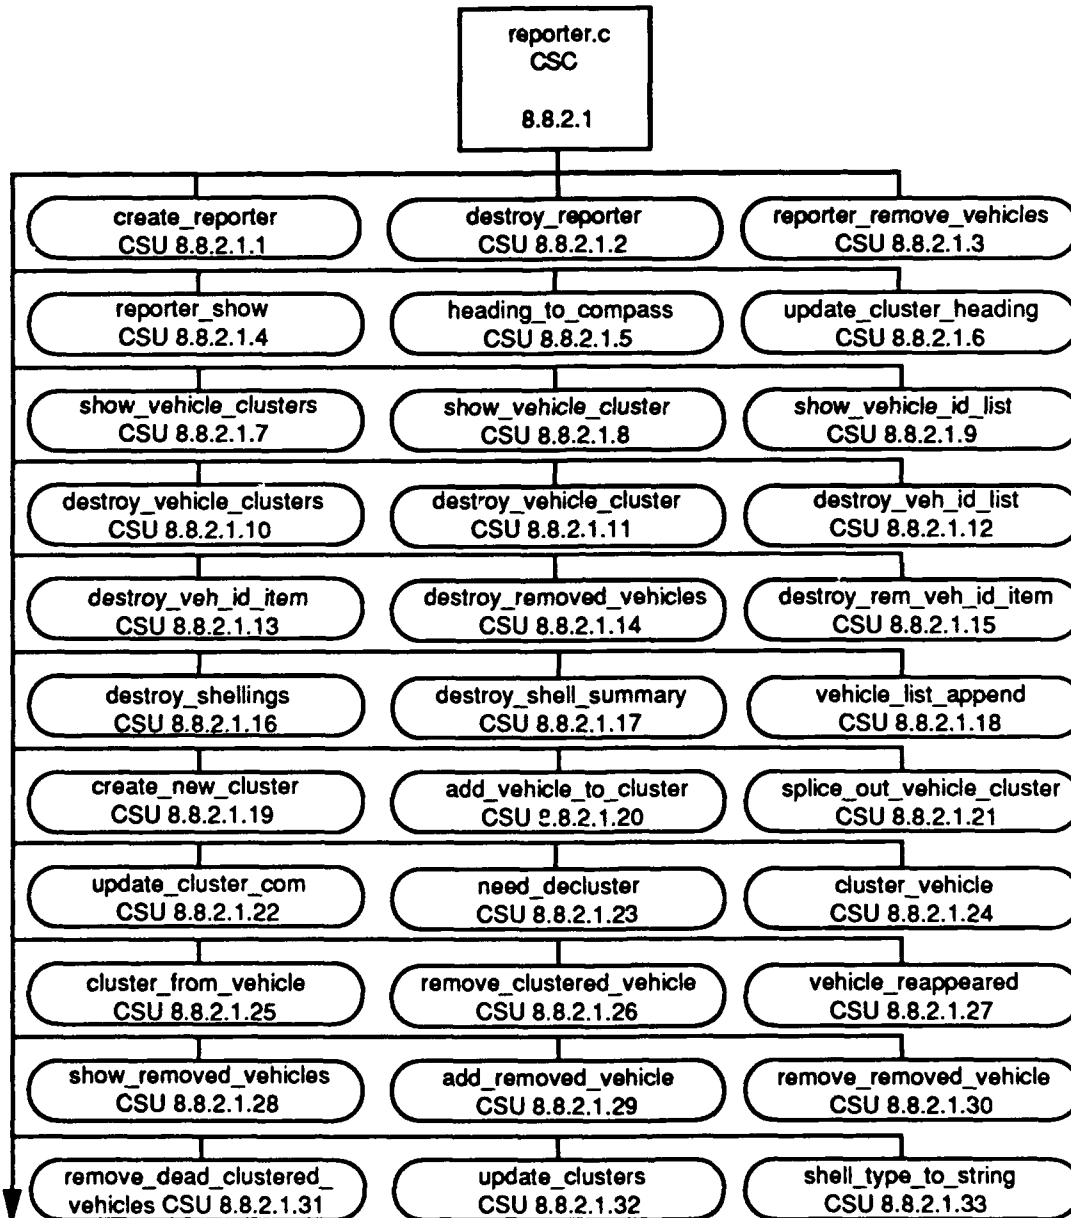 reporter.c
CSC
8.8.2.1
create_reporter
CSU 8.8.2.1.1
destroy_reporter
CSU 8.8.2.1.2
reporter_remove_vehicles
CSU 8.8.2.1.3
reporter_show
CSU 8.8.2.1.4
heading_to_compass
CSU 8.8.2.1.5
update_cluster_heading
CSU 8.8.2.1.6
show_vehicle_clusters
CSU 8.8.2.1.7
show_vehicle_cluster
CSU 8.8.2.1.8
show_vehicle_id_list
CSU 8.8.2.1.9
destroy_vehicle_clusters
CSU 8.8.2.1.10
destroy_vehicle_cluster
CSU 8.8.2.1.11
destroy_veh_id_list
CSU 8.8.2.1.12
destroy_veh_id_item
CSU 8.8.2.1.13
destroy_removed_vehicles
CSU 8.8.2.1.14
destroy_rem_veh_id_item
CSU 8.8.2.1.15
destroy_shellings
CSU 8.8.2.1.16
destroy_shell_summary
CSU 8.8.2.1.17
vehicle_list_append
CSU 8.8.2.1.18
create_new_cluster
CSU 8.8.2.1.19
add_vehicle_to_cluster
CSU 8.8.2.1.20
splice_out_vehicle_cluster
CSU 8.8.2.1.21
update_cluster_com
CSU 8.8.2.1.22
need_decluster
CSU 8.8.2.1.23
cluster_vehicle
CSU 8.8.2.1.24
cluster_from_vehicle
CSU 8.8.2.1.25
remove_clustered_vehicle
CSU 8.8.2.1.26
vehicle_reappeared
CSU 8.8.2.1.27
show_removed_vehicles
CSU 8.8.2.1.28
add_removed_vehicle
CSU 8.8.2.1.29
remove_removed_vehicle
CSU 8.8.2.1.30
remove_dead_clustered_
vehicles CSU 8.8.2.1.31
update_clusters
CSU 8.8.2.1.32
shell_type_to_string
CSU 8.8.2.1.33